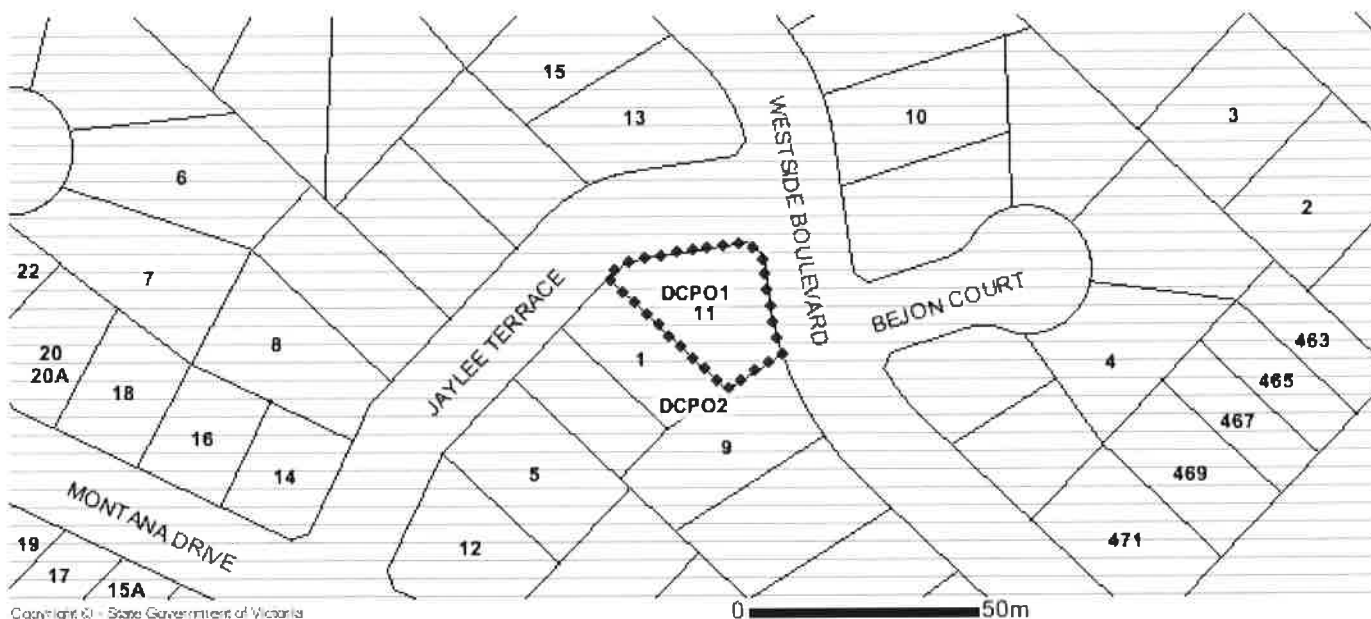 15
13
10
3
6
WESTSIDE BOULEVARD
2
22
7
DCPO1
11
BEJON COURT
JAYLEE TERRACE
8
1
4
463
465
20
20A
18
DCPO2
467
16
9
14
5
469
MONTANA DRIVE
12
471
19
17
15A
Copyright © - State Government of Victoria
0 50m